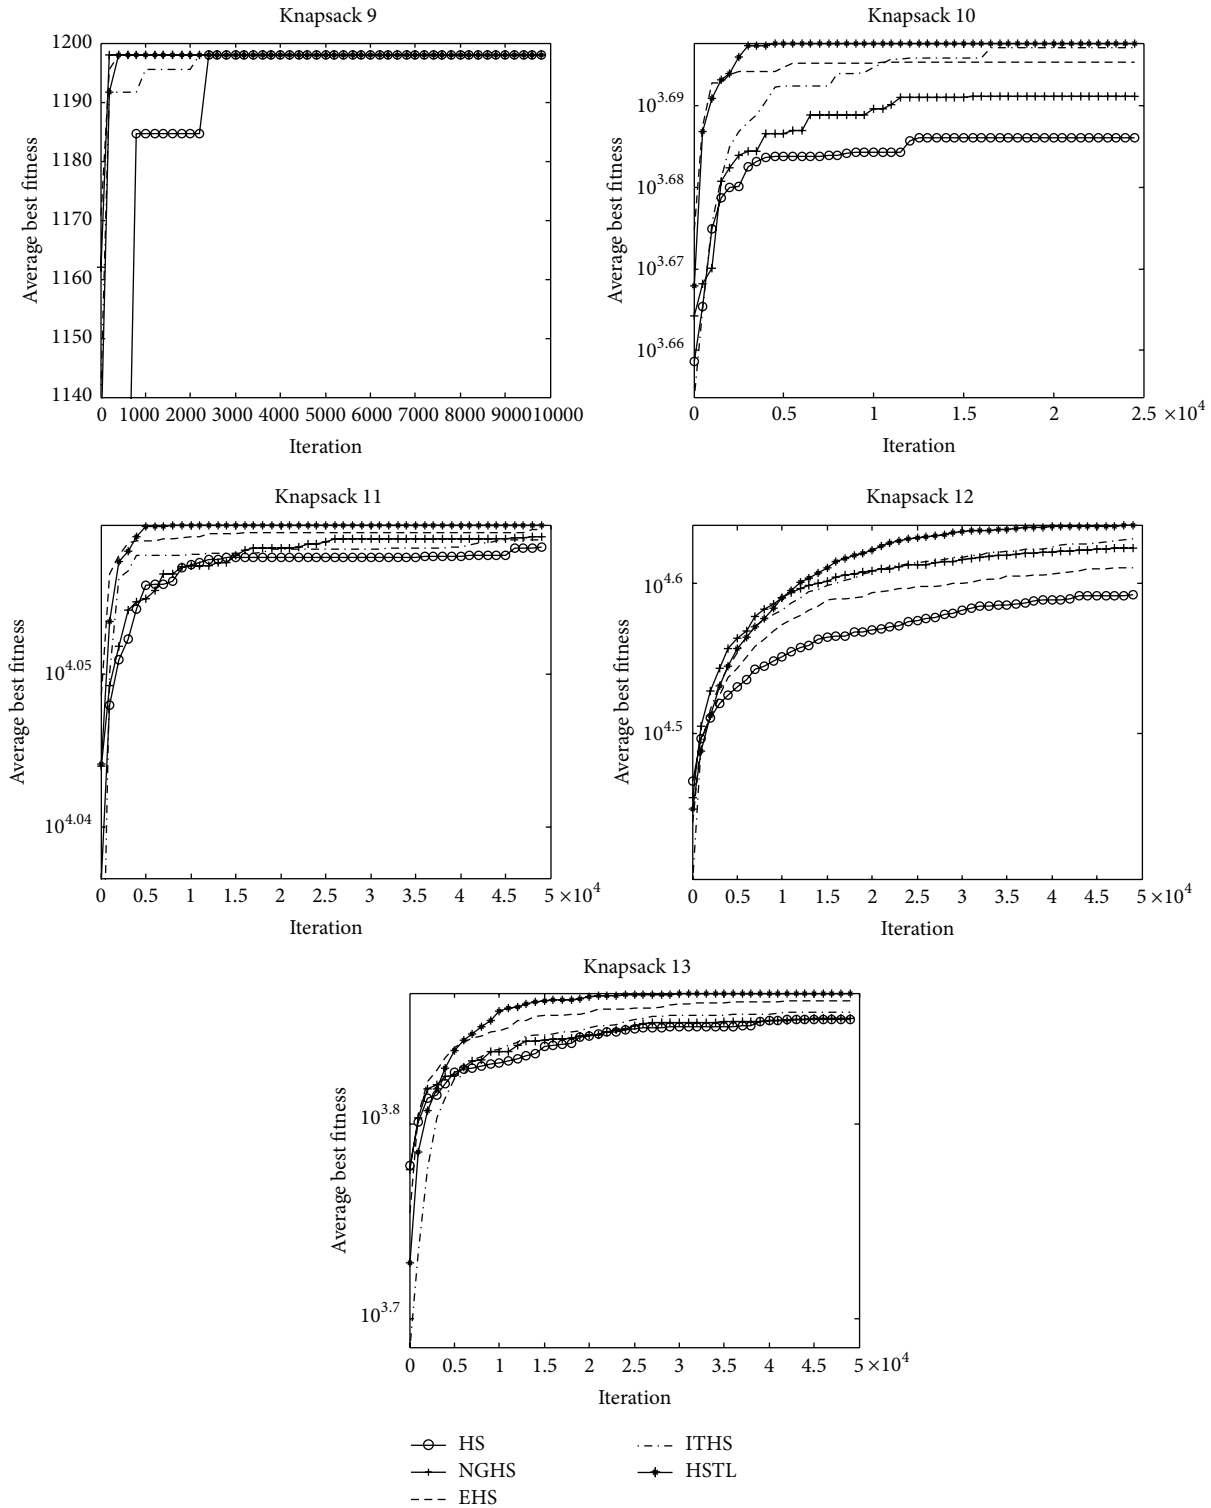 Knapsack 9
1200
1190
1180
1170
1160
1150
1140
Average best fitness
0 1000 2000 3000 4000 5000 6000 7000 8000 9000 10000
Iteration
Knapsack 10
10^3.69
10^3.68
10^3.67
10^3.66
Average best fitness
0 0.5 1 1.5 2 2.5 ×10^4
Iteration
Knapsack 11
10^4.05
10^4.04
Average best fitness
0 0.5 1 1.5 2 2.5 3 3.5 4 4.5 5 ×10^4
Iteration
Knapsack 12
10^4.6
10^4.5
Average best fitness
0 0.5 1 1.5 2 2.5 3 3.5 4 4.5 5 ×10^4
Iteration
Knapsack 13
10^3.8
10^3.7
Average best fitness
0 0.5 1 1.5 2 2.5 3 3.5 4 4.5 5 ×10^4
Iteration
HS
NGHS
EHS
ITHS
HSTL